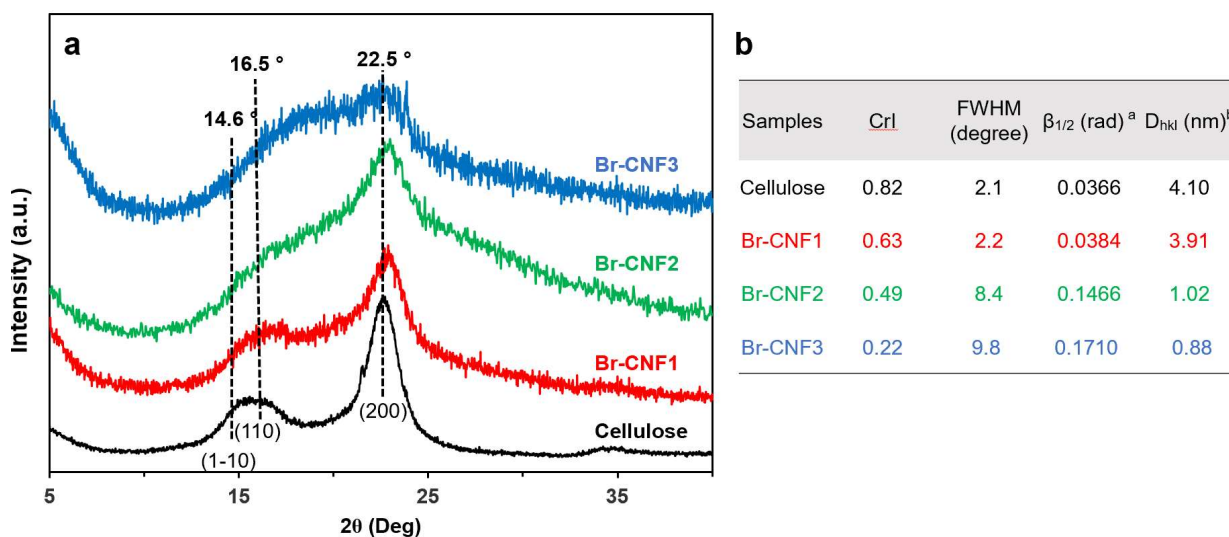 a
16.5 °
22.5 °
14.6 °
Br-CNF3
Br-CNF2
Br-CNF1
Cellulose
(200)
(110)
(1-10)
Intensity (a.u.)
5 15 25 35
2θ (Deg)
b
Samples CrI FWHM (degree) β1/2 (rad) a Dhkl (nm)b
Cellulose 0.82 2.1 0.0366 4.10
Br-CNF1 0.63 2.2 0.0384 3.91
Br-CNF2 0.49 8.4 0.1466 1.02
Br-CNF3 0.22 9.8 0.1710 0.88